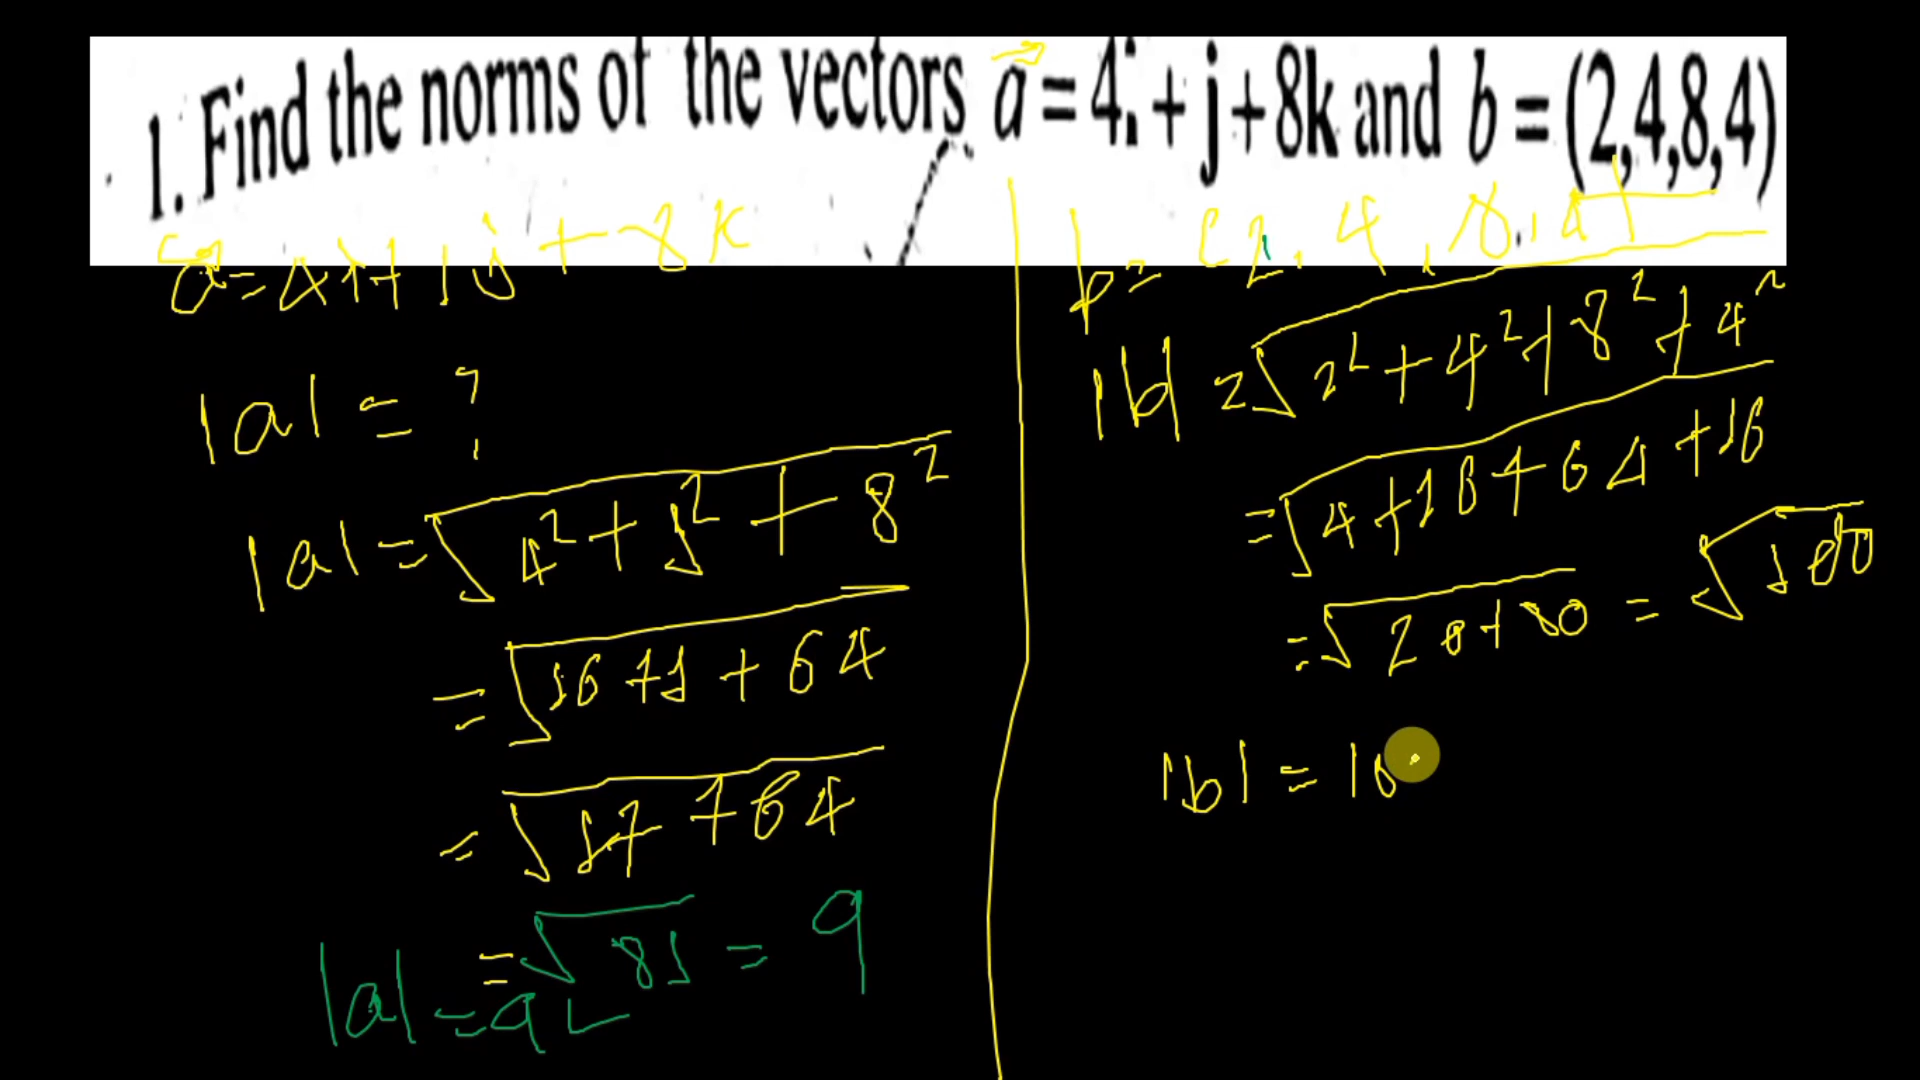 1. Find the norms of the vectors a = 4i + j + 8k and b = (2,4,8,4)
a = 4i + 1j + 8k
|a| = ?
|a| = √4² + 1² + 8²
= √16 + 1 + 64
= √17 + 64
= √81 = 9
|a| = 9
b = (2, 4, 8, 4)
|b| = √2² + 4² + 8² + 4²
= √4 + 16 + 64 + 16
= √20 + 80 = √100
|b| = 10